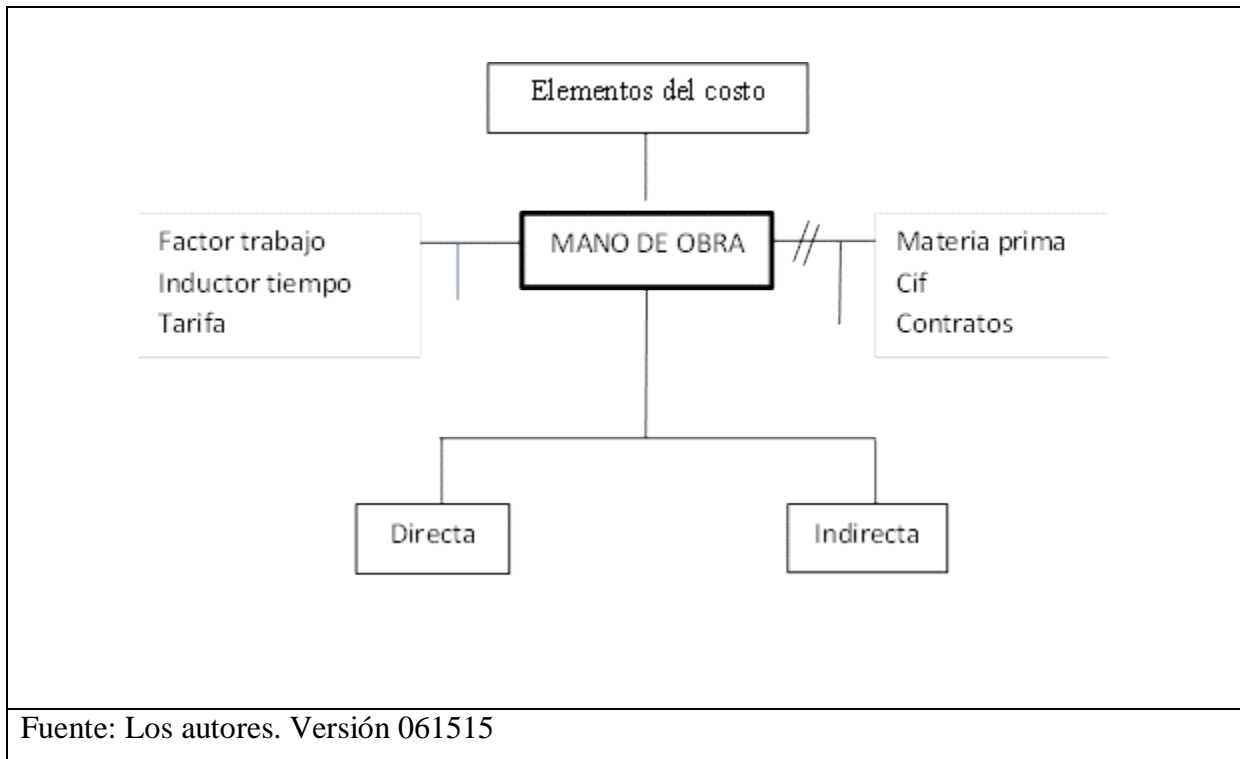 Elementos del costo
Factor trabajo
Inductor tiempo
Tarifa
MANO DE OBRA
Materia prima
Cif
Contratos
Directa
Indirecta
Fuente: Los autores. Versión 061515